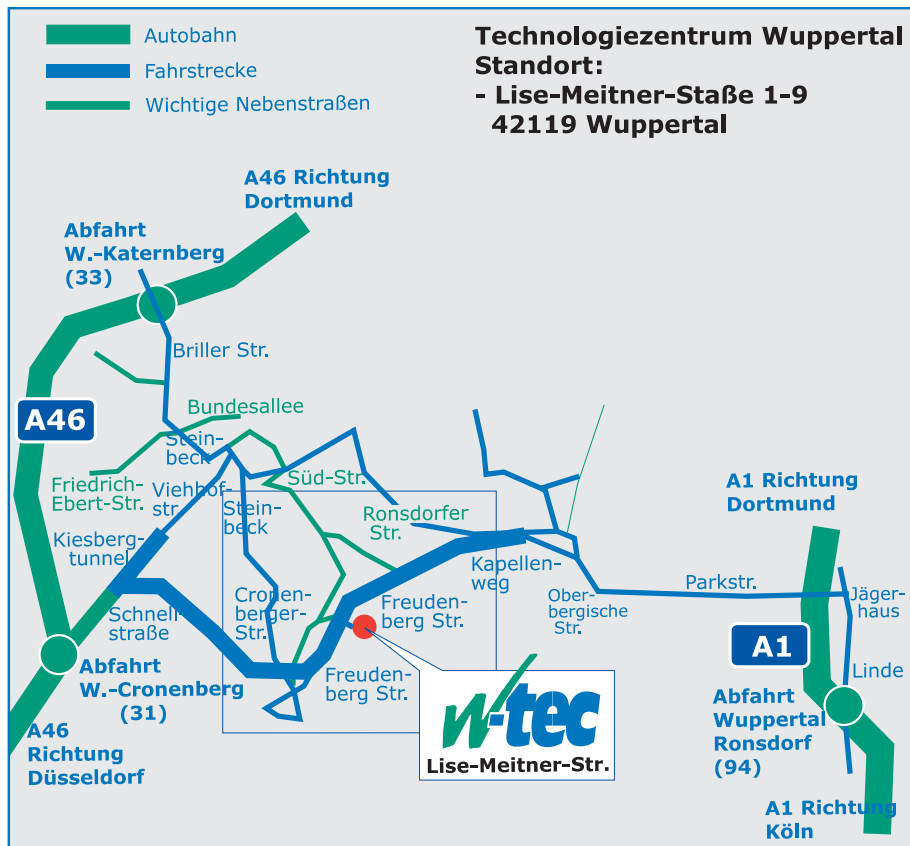 Autobahn
Fahrstrecke
Wichtige Nebenstraßen
Technologiezentrum Wuppertal
Standort:
- Lise-Meitner-Staße 1-9
42119 Wuppertal
A46 Richtung
Dortmund
Abfahrt
W.-Katernberg
(33)
Briller Str.
Bundesallee
A46
Stein-
beck
Friedrich-
Ebert-Str.
Viehhof-
str.
Süd-Str.
Stein-
beck
Ronsdorfer
Str.
A1 Richtung
Dortmund
Kiesberg-
tunnel
Kapellen-
weg
Parkstr.
Ober-
bergische
Str.
Jäger-
haus
Schnell
straße
Cronen-
berger-
Str.
Freuden-
berg Str.
A1
Linde
Abfahrt
W.-Cronenberg
(31)
Freuden-
berg Str.
Abfahrt
Wuppertal
Ronsdorf
(94)
w-tec
Lise-Meitner-Str.
A46
Richtung
Düsseldorf
A1 Richtung
Köln